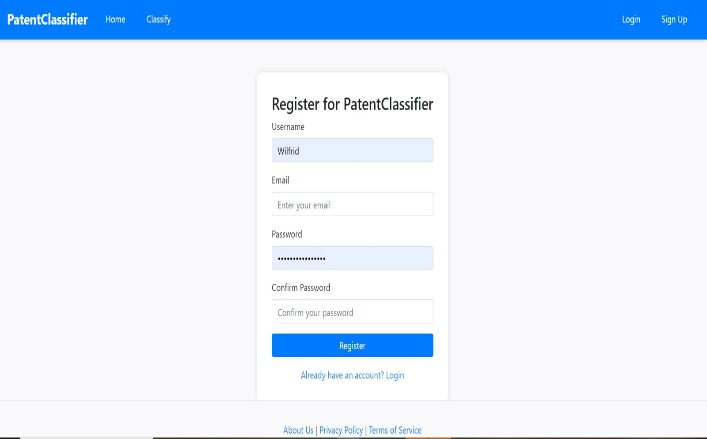 PatentClassifier Home Classify Login Sign Up
Register for PatentClassifier
Username
Wilfrid
Email
Enter your email
Password
••••••••••••••••
Confirm Password
Confirm your password
Register
Already have an account? Login
About Us | Privacy Policy | Terms of Service